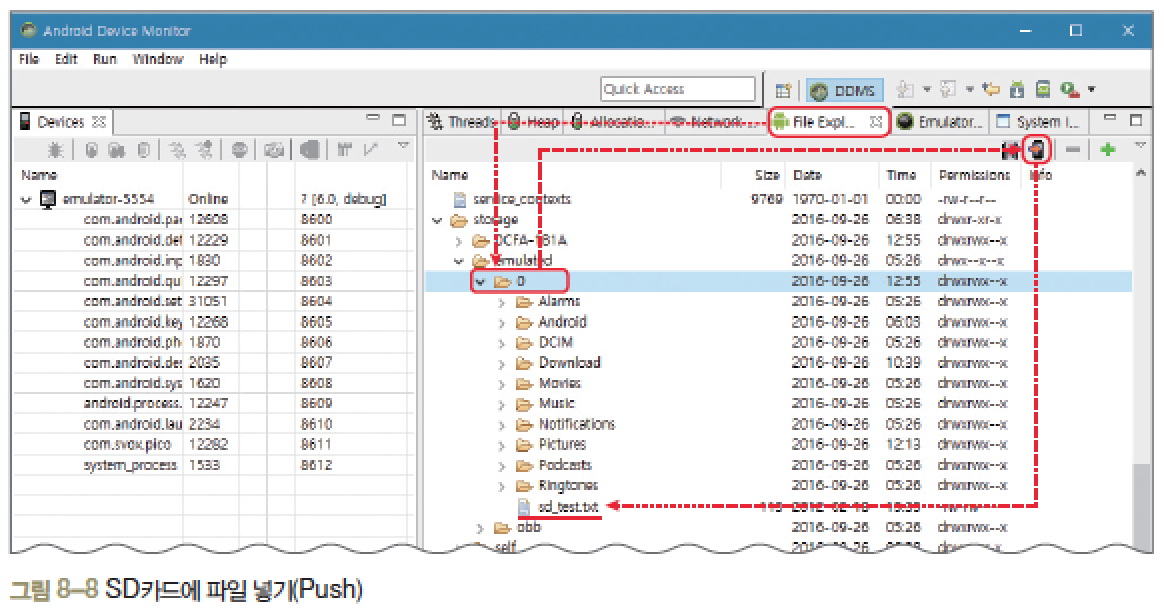 Android Device Monitor
File Edit Run Window Help
Quick Access DDMS
Devices
Name
emulator-5554 Online ? [6.0, debug]
com.android.pa 12608 8600
com.android.def 12229 8601
com.android.inp 1830 8602
com.android.qu 12297 8603
com.android.set 31051 8604
com.android.key 12268 8605
com.android.ph 1870 8606
com.android.des 2035 8607
com.android.sys 1620 8608
android.process. 12247 8609
com.android.lau 2234 8610
com.svox.pico 12282 8611
system_process 1533 8612
Threads Heap Allocatio... Network ... File Expl... Emulator... System I...
Name Size Date Time Permissions Info
service_contexts 9769 1970-01-01 00:00 -rw-r--r--
storage 2016-09-26 06:38 drwxr-xr-x
0CFA-181A 2016-09-26 12:55 drwxrwx--x
emulated 2016-09-26 05:26 drwx--x--x
0 2016-09-26 12:55 drwxrwx--x
Alarms 2016-09-26 05:26 drwxrwx--x
Android 2016-09-26 06:03 drwxrwx--x
DCIM 2016-09-26 05:26 drwxrwx--x
Download 2016-09-26 10:39 drwxrwx--x
Movies 2016-09-26 05:26 drwxrwx--x
Music 2016-09-26 05:26 drwxrwx--x
Notifications 2016-09-26 05:26 drwxrwx--x
Pictures 2016-09-26 12:13 drwxrwx--x
Podcasts 2016-09-26 05:26 drwxrwx--x
Ringtones 2016-09-26 05:26 drwxrwx--x
sd_test.txt
obb 2016-09-26 05:26 drwxrwx--x
self
그림 8-8 SD카드에 파일 넣기(Push)